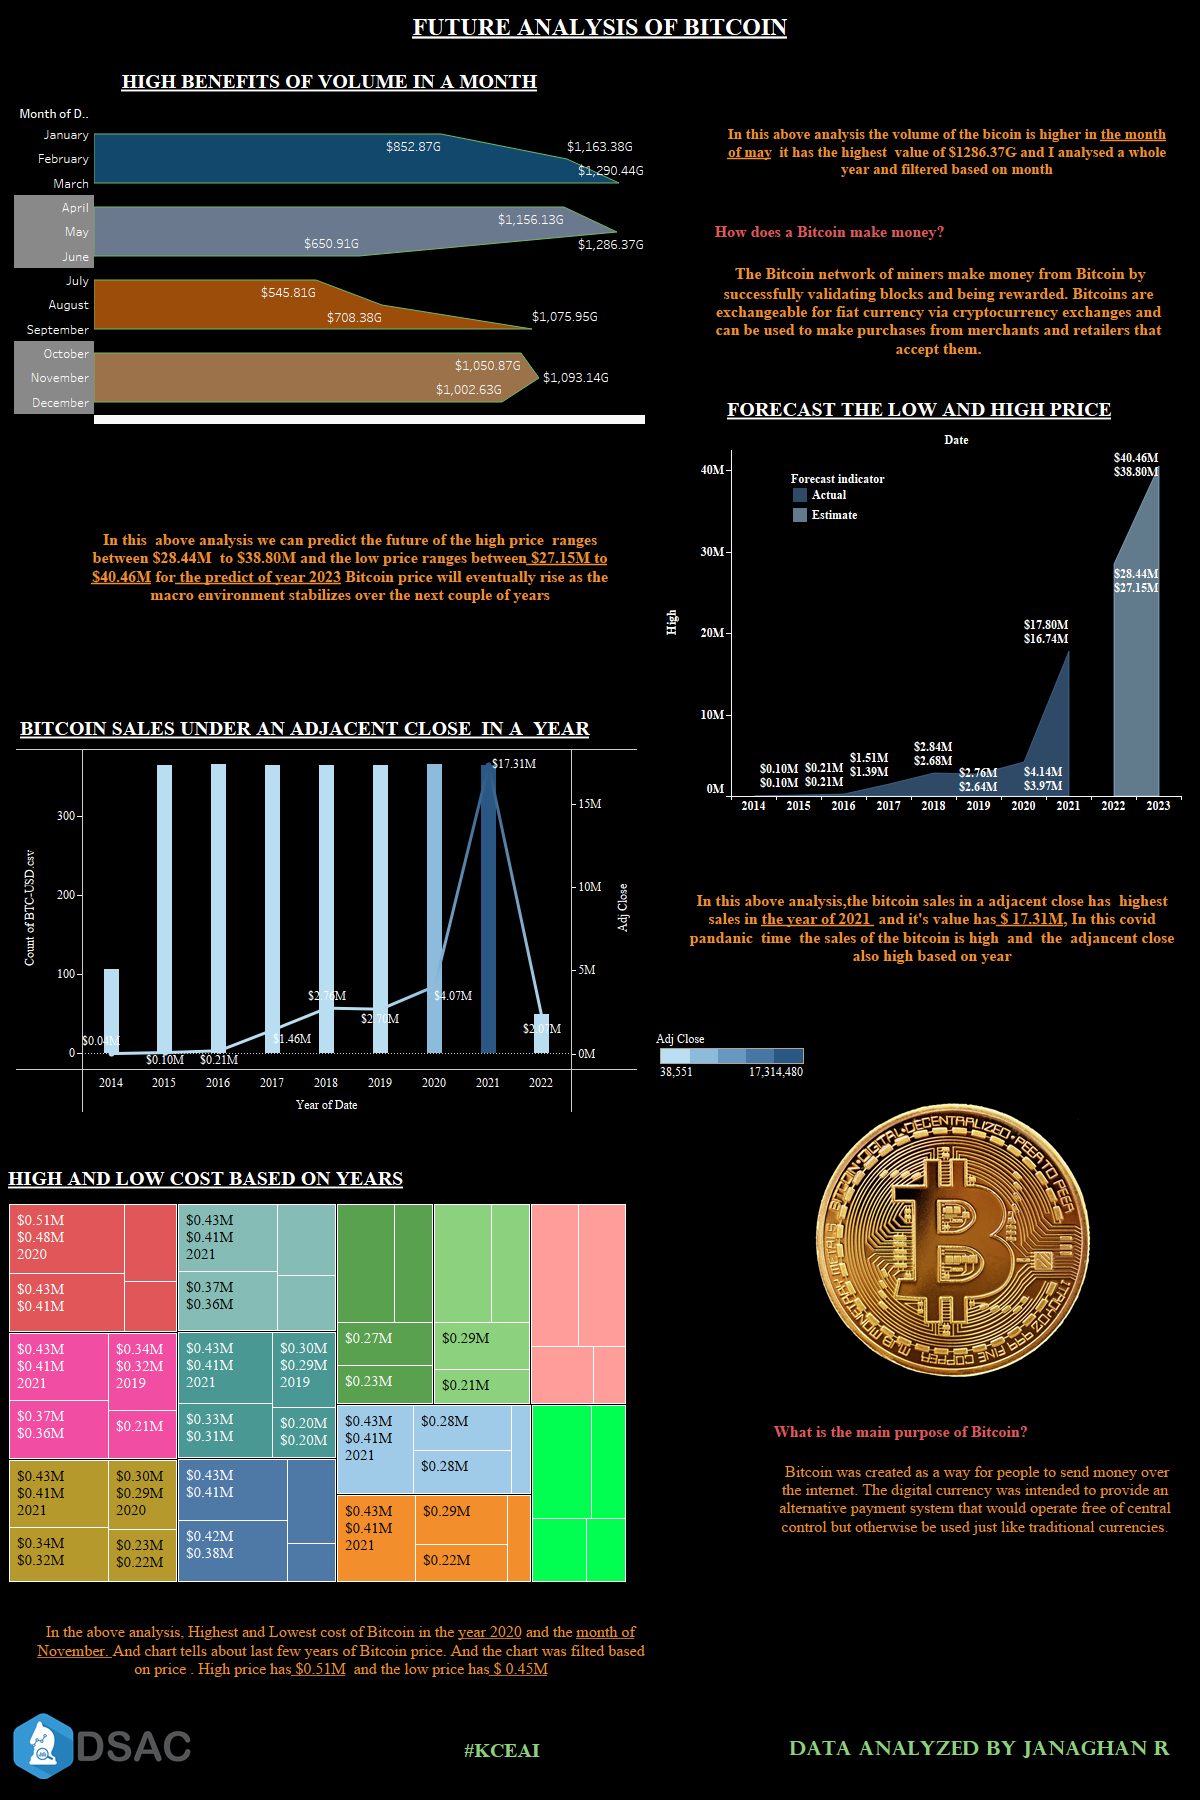 FUTURE ANALYSIS OF BITCOIN
HIGH BENEFITS OF VOLUME IN A MONTH
Month of D..
January
February
March
April
May
June
July
August
September
October
November
December
$852.87G
$1,163.38G
$1,290.44G
$1,156.13G
$650.91G
$1,286.37G
$545.81G
$708.38G
$1,075.95G
$1,050.87G
$1,093.14G
$1,002.63G
In this above analysis the volume of the bicoin is higher in the month
of may it has the highest value of $1286.37G and I analysed a whole
year and filtered based on month
How does a Bitcoin make money?
The Bitcoin network of miners make money from Bitcoin by
successfully validating blocks and being rewarded. Bitcoins are
exchangeable for fiat currency via cryptocurrency exchanges and
can be used to make purchases from merchants and retailers that
accept them.
FORECAST THE LOW AND HIGH PRICE
Date
Forecast indicator
Actual
Estimate
High
40M
30M
20M
10M
0M
$40.46M
$38.80M
$28.44M
$27.15M
$17.80M
$16.74M
$0.10M
$0.10M
$0.21M
$0.21M
$1.51M
$1.39M
$2.84M
$2.68M
$2.76M
$2.64M
$4.14M
$3.97M
2014 2015 2016 2017 2018 2019 2020 2021 2022 2023
In this above analysis we can predict the future of the high price ranges
between $28.44M to $38.80M and the low price ranges between $27.15M to
$40.46M for the predict of year 2023 Bitcoin price will eventually rise as the
macro environment stabilizes over the next couple of years
BITCOIN SALES UNDER AN ADJACENT CLOSE IN A YEAR
Count of BTC-USD.csv
300
200
100
0
$0.04M
$0.10M
$0.21M
$1.46M
$2.76M
$2.70M
$4.07M
$17.31M
$2.07M
15M
10M
5M
0M
Adj Close
2014 2015 2016 2017 2018 2019 2020 2021 2022
Year of Date
In this above analysis,the bitcoin sales in a adjacent close has highest
sales in the year of 2021 and it's value has $ 17.31M, In this covid
pandanic time the sales of the bitcoin is high and the adjancent close
also high based on year
Adj Close
38,551 17,314,480
BITCOIN•DIGITAL•DECENTRALIZED•PEER TO PEER
HIGH AND LOW COST BASED ON YEARS
$0.51M
$0.48M
2020
$0.43M
$0.41M
$0.43M
$0.41M
2021
$0.37M
$0.36M
$0.27M
$0.23M
$0.29M
$0.21M
$0.43M
$0.41M
2021
$0.37M
$0.36M
$0.34M
$0.32M
2019
$0.21M
$0.43M
$0.41M
2021
$0.33M
$0.31M
$0.30M
$0.29M
2019
$0.20M
$0.20M
$0.43M
$0.41M
2021
$0.28M
$0.28M
$0.43M
$0.41M
2021
$0.34M
$0.32M
$0.30M
$0.29M
2020
$0.23M
$0.22M
$0.43M
$0.41M
$0.42M
$0.38M
$0.43M
$0.41M
2021
$0.29M
$0.22M
What is the main purpose of Bitcoin?
Bitcoin was created as a way for people to send money over
the internet. The digital currency was intended to provide an
alternative payment system that would operate free of central
control but otherwise be used just like traditional currencies.
In the above analysis, Highest and Lowest cost of Bitcoin in the year 2020 and the month of
November. And chart tells about last few years of Bitcoin price. And the chart was filted based
on price . High price has $0.51M and the low price has $ 0.45M
DSAC
#KCEAI
DATA ANALYZED BY JANAGHAN R